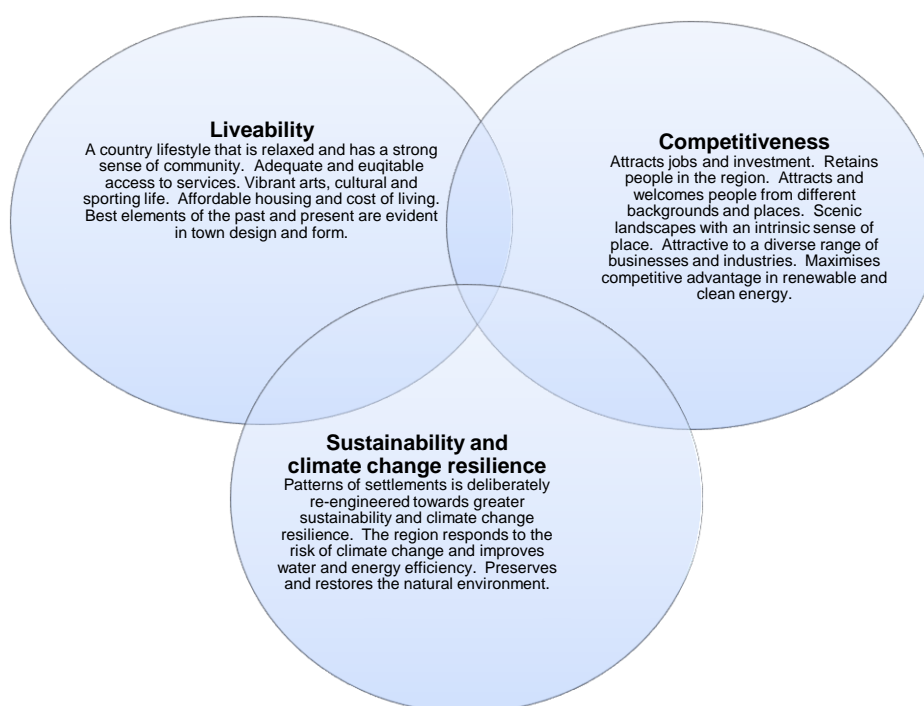 Liveability
A country lifestyle that is relaxed and has a strong
sense of community. Adequate and euqitable
access to services. Vibrant arts, cultural and
sporting life. Affordable housing and cost of living.
Best elements of the past and present are evident
in town design and form.
Competitiveness
Attracts jobs and investment. Retains
people in the region. Attracts and
welcomes people from different
backgrounds and places. Scenic
landscapes with an intrinsic sense of
place. Attractive to a diverse range of
businesses and industries. Maximises
competitive advantage in renewable and
clean energy.
Sustainability and
climate change resilience
Patterns of settlements is deliberately
re-engineered towards greater
sustainability and climate change
resilience. The region responds to the
risk of climate change and improves
water and energy efficiency. Preserves
and restores the natural environment.